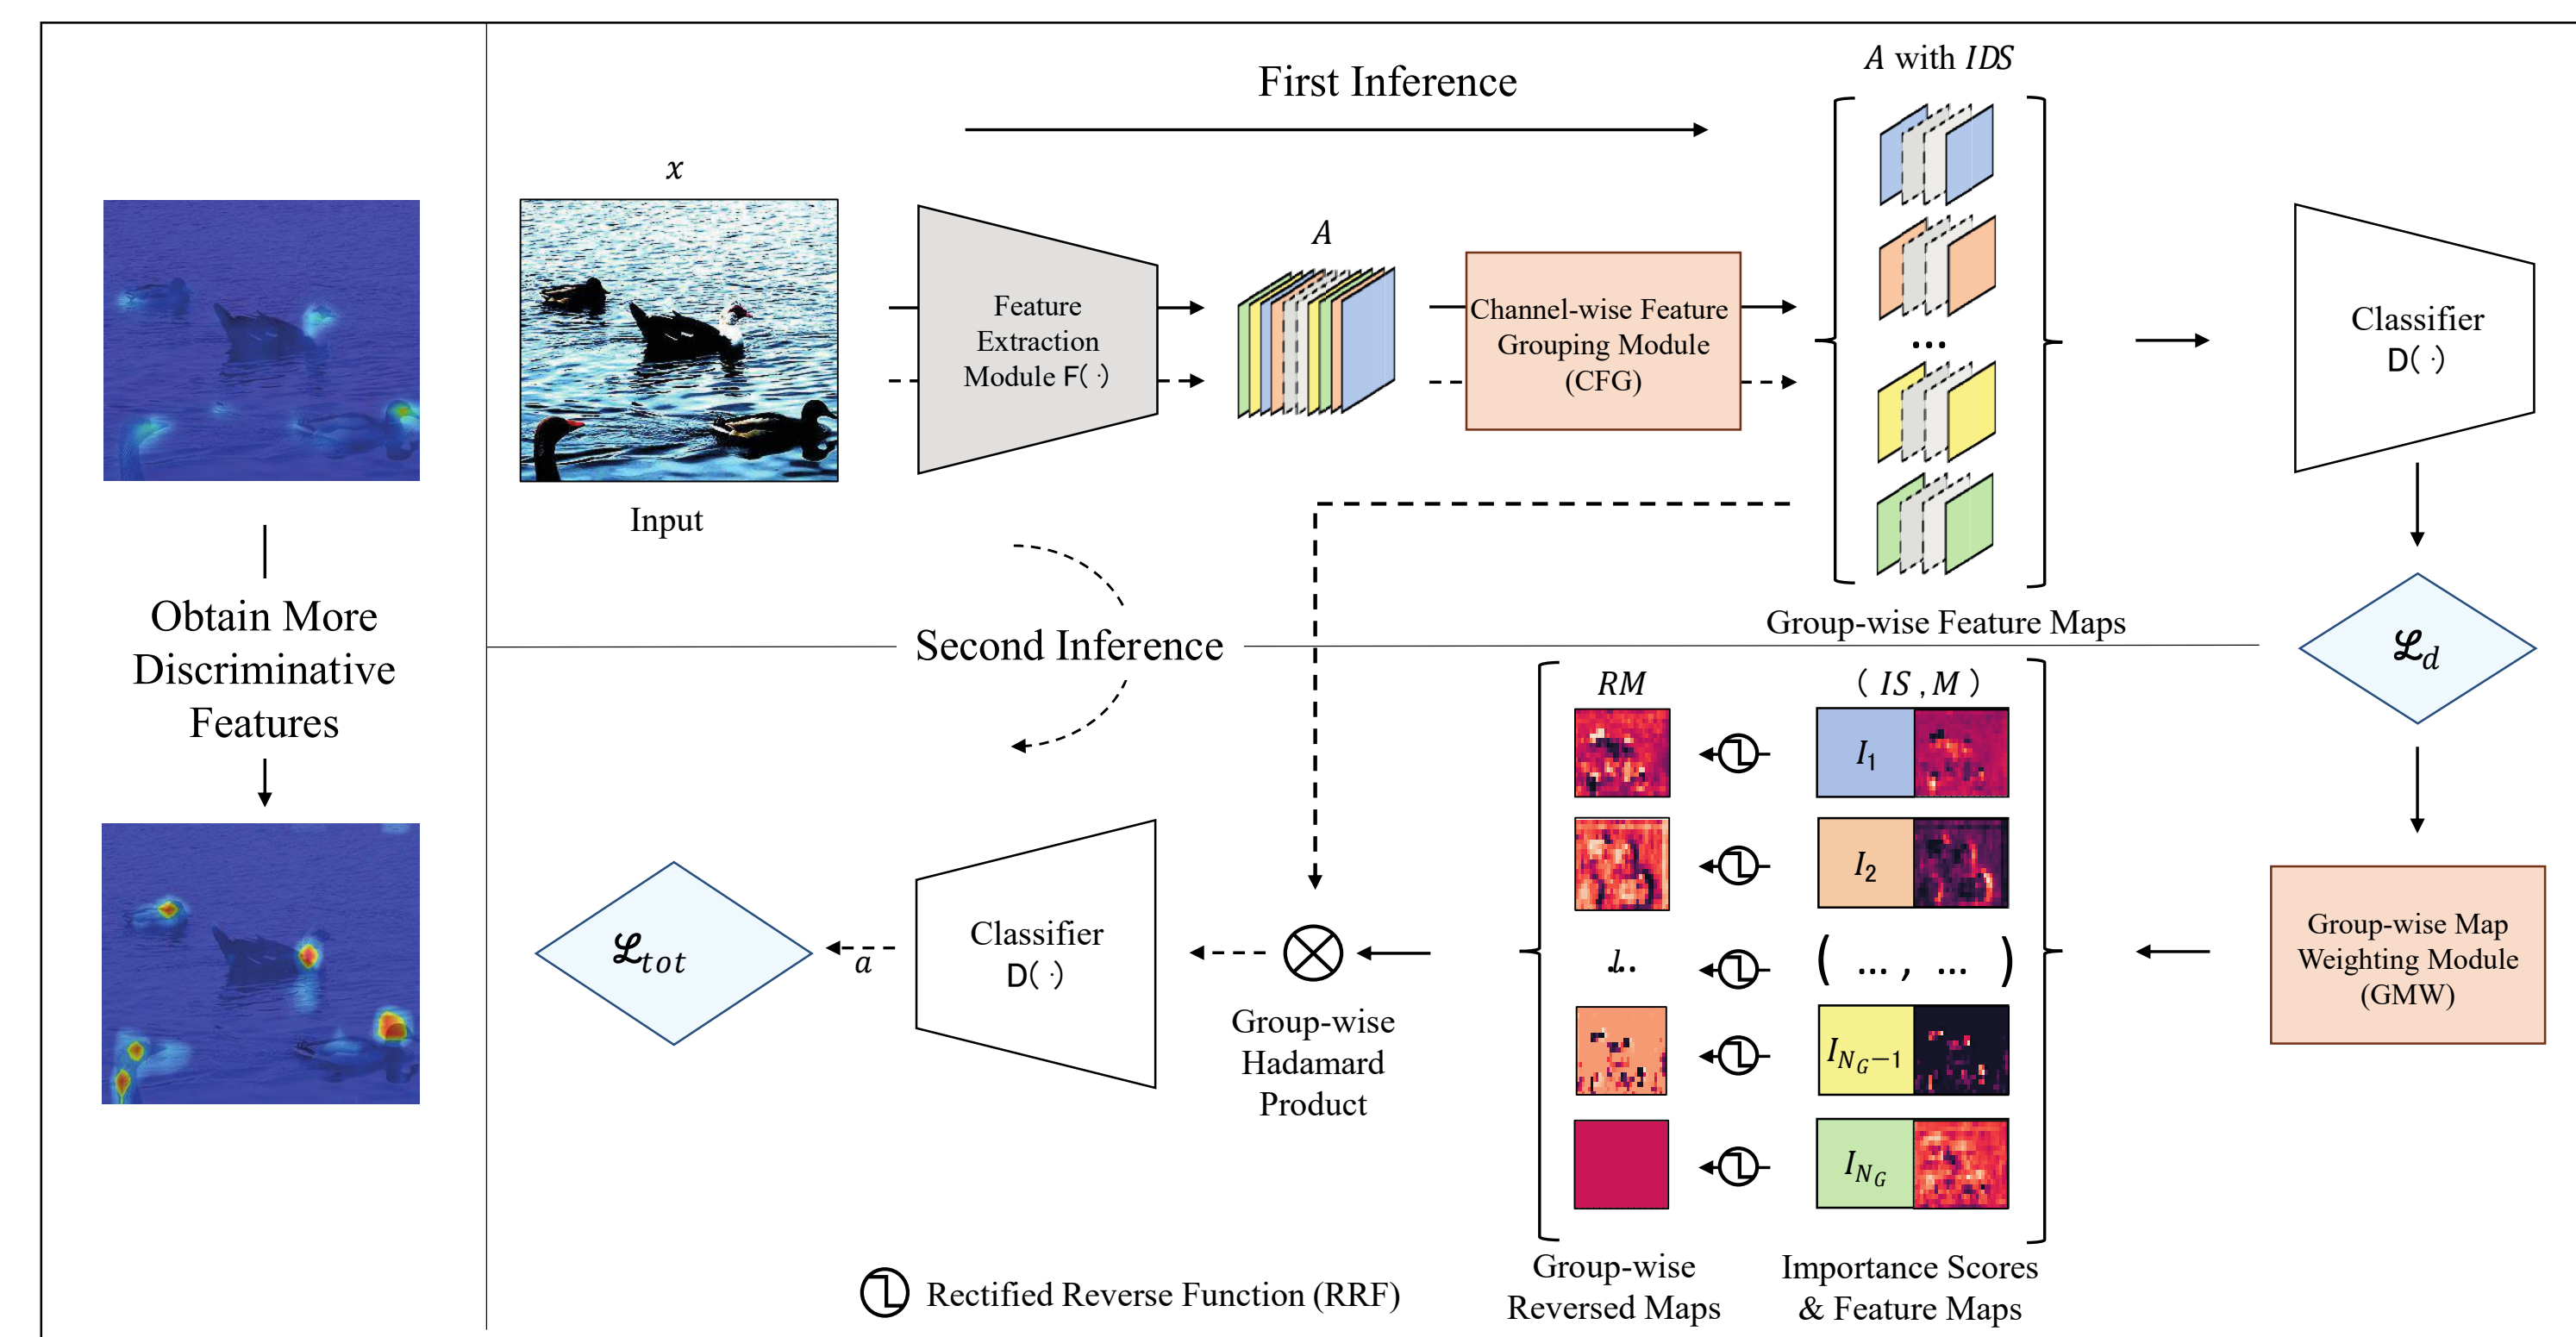 First Inference
A with IDS
x
A
Feature
Extraction
Module F(·)
Channel-wise Feature
Grouping Module
(CFG)
...
Classifier
D(·)
Input
Group-wise Feature Maps
Obtain More
Discriminative
Features
Second Inference
ℒd
RM
(IS, M)
I1
I2
(..., ...)
ING−1
ING
Group-wise Map
Weighting Module
(GMW)
ℒtot
a
Classifier
D(·)
Group-wise
Hadamard
Product
Rectified Reverse Function (RRF)
Group-wise
Reversed Maps
Importance Scores
& Feature Maps